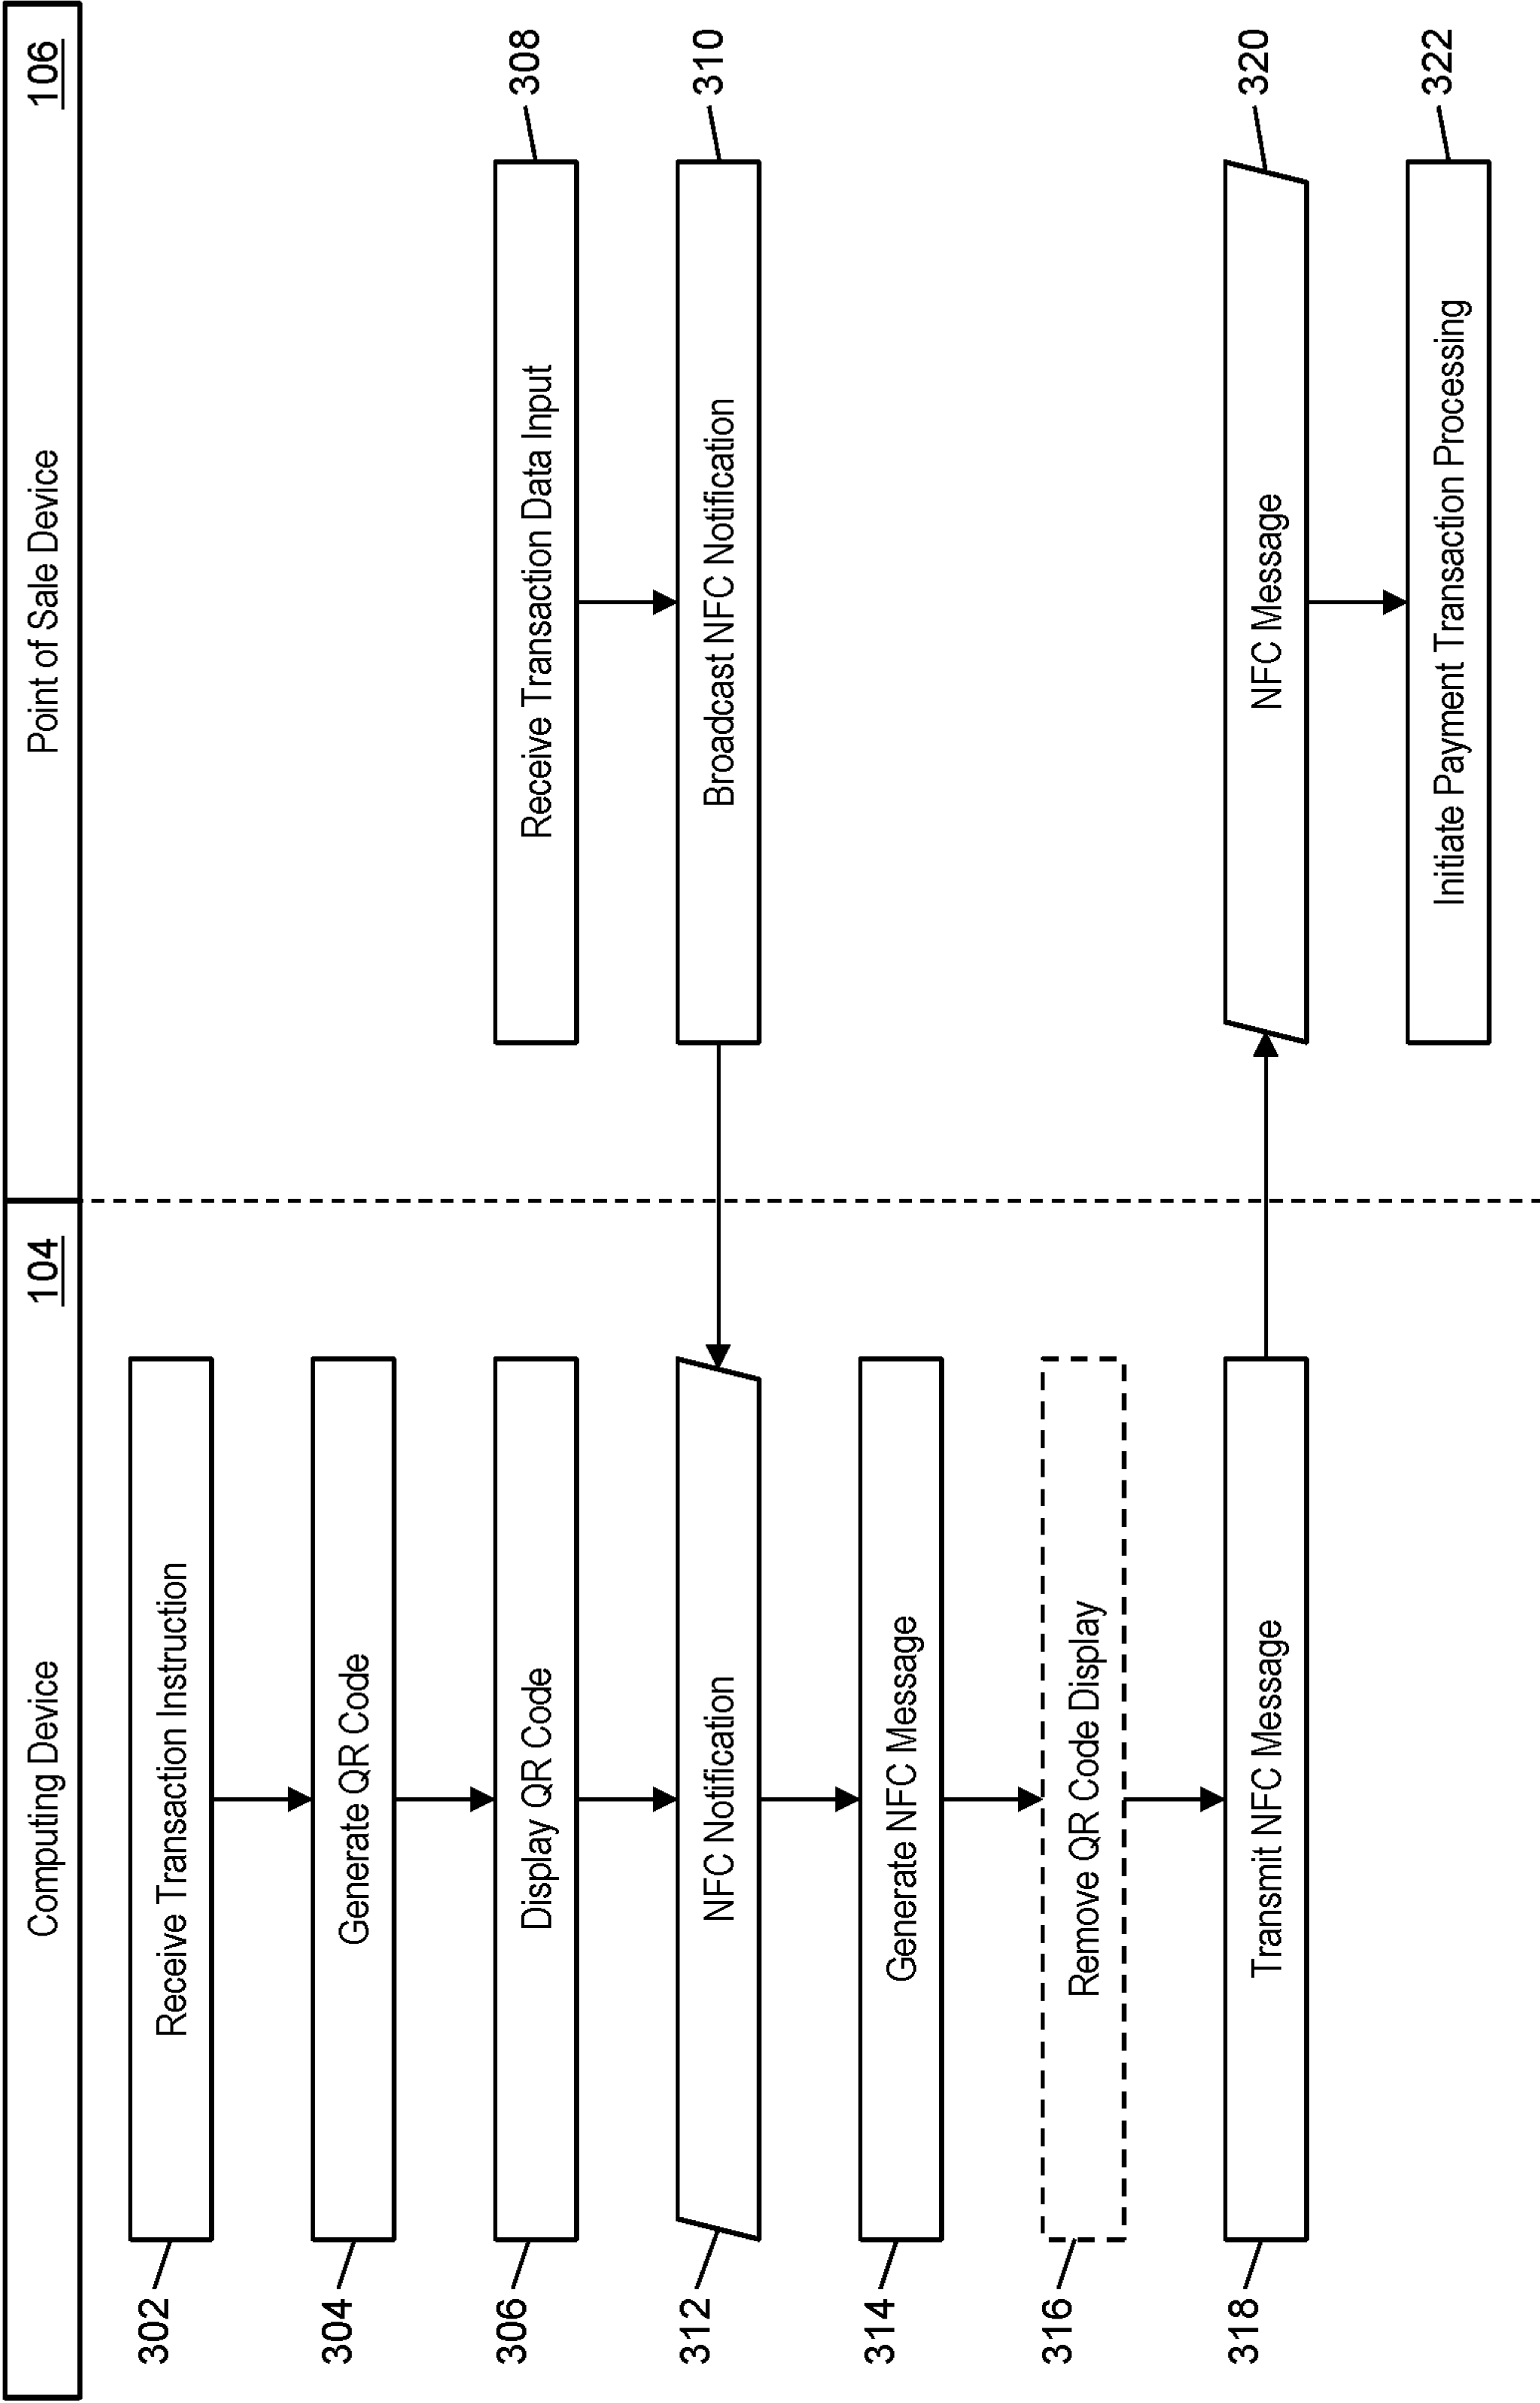 Computing Device
104
Point of Sale Device
106
302
Receive Transaction Instruction
304
Generate QR Code
306
Display QR Code
Receive Transaction Data Input
308
312
NFC Notification
Broadcast NFC Notification
310
314
Generate NFC Message
316
Remove QR Code Display
318
Transmit NFC Message
NFC Message
320
Initiate Payment Transaction Processing
322